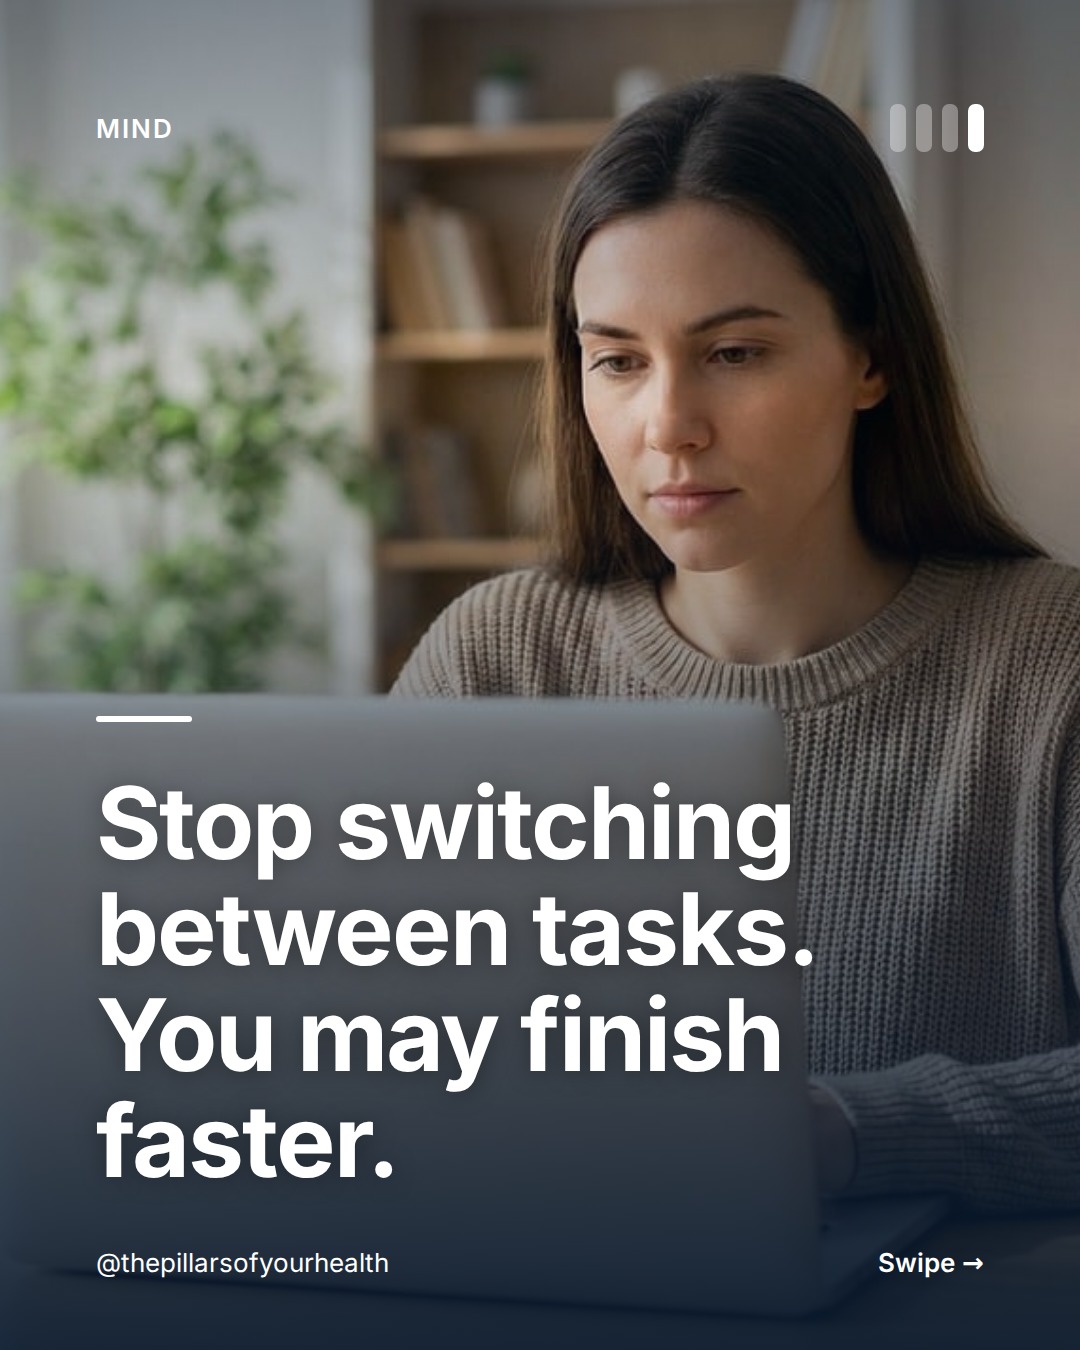 MIND
Stop switching
between tasks.
You may finish
faster.
@thepillarsofyourhealth
Swipe →